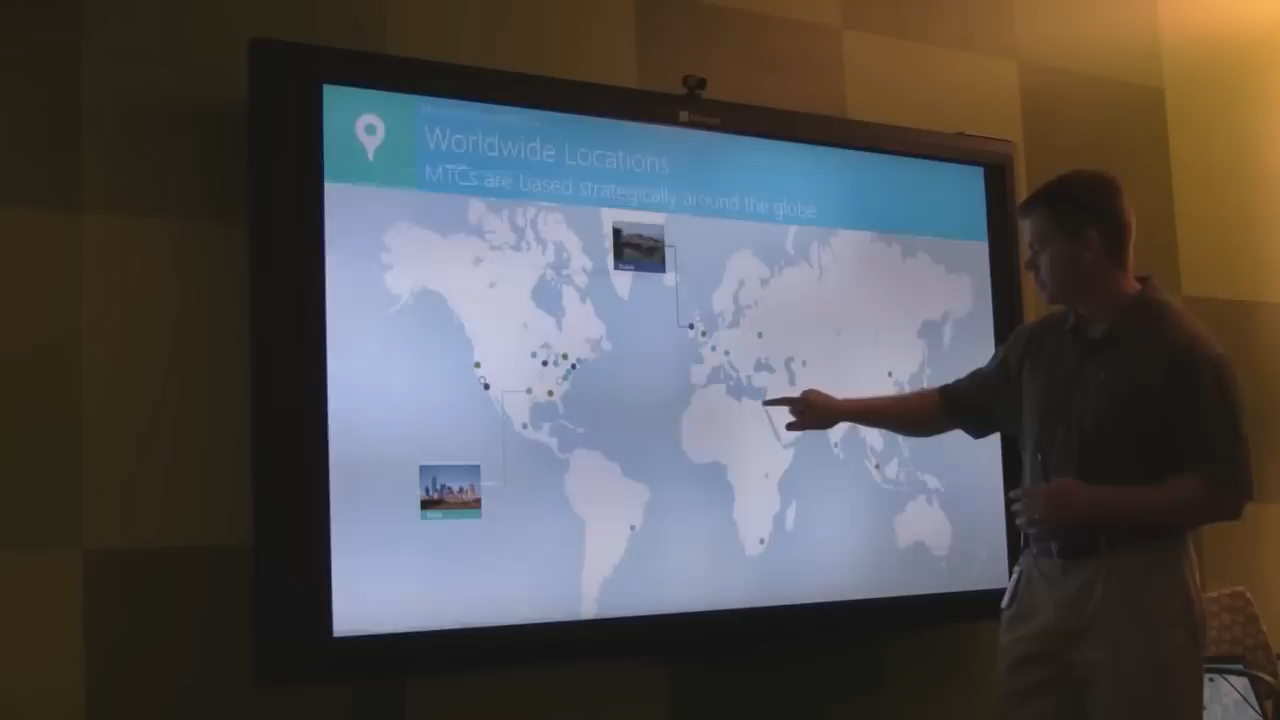 Worldwide Locations
MTCs are based strategically around the globe